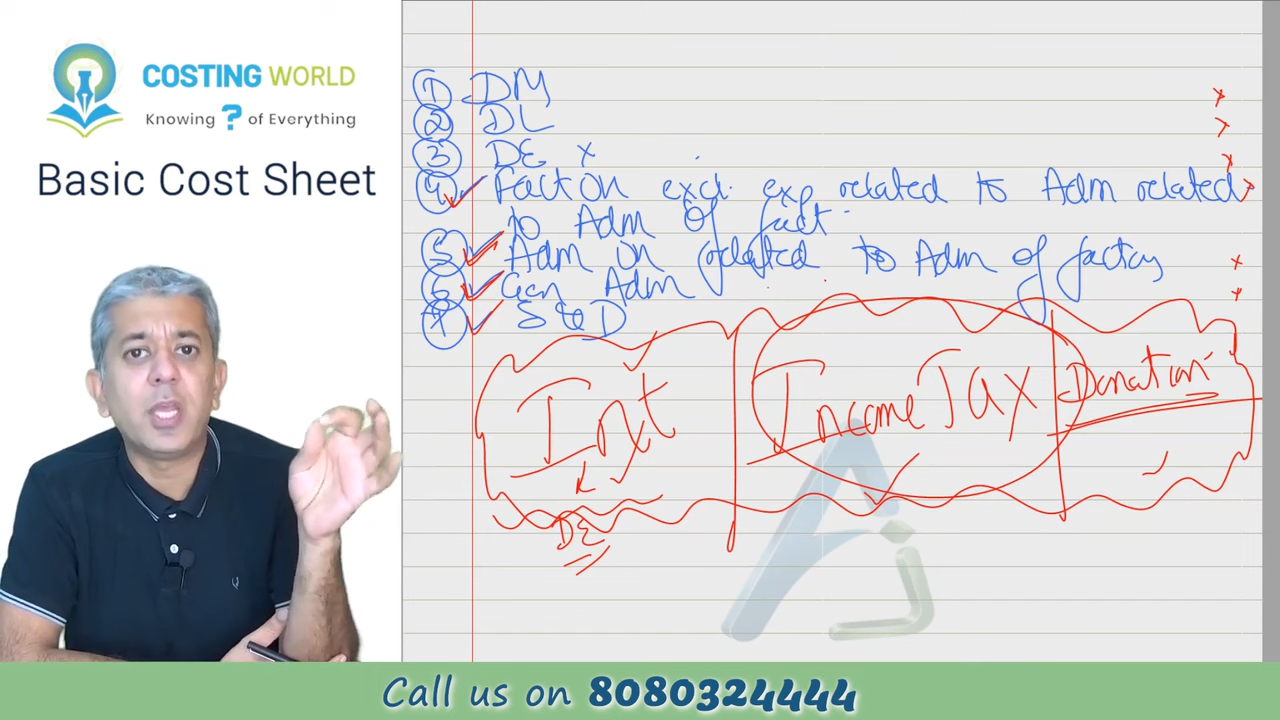 COSTING WORLD
Knowing ? of Everything
Basic Cost Sheet
① DM
② DL
③ DE x
④ Fact OH excl. exp related to Adm related
to Adm of fact.
⑤ Adm OH related to Adm of factory
⑥ Gen Adm
⑦ S & D
Int
Income Tax
Donation
DE
Call us on 8080324444